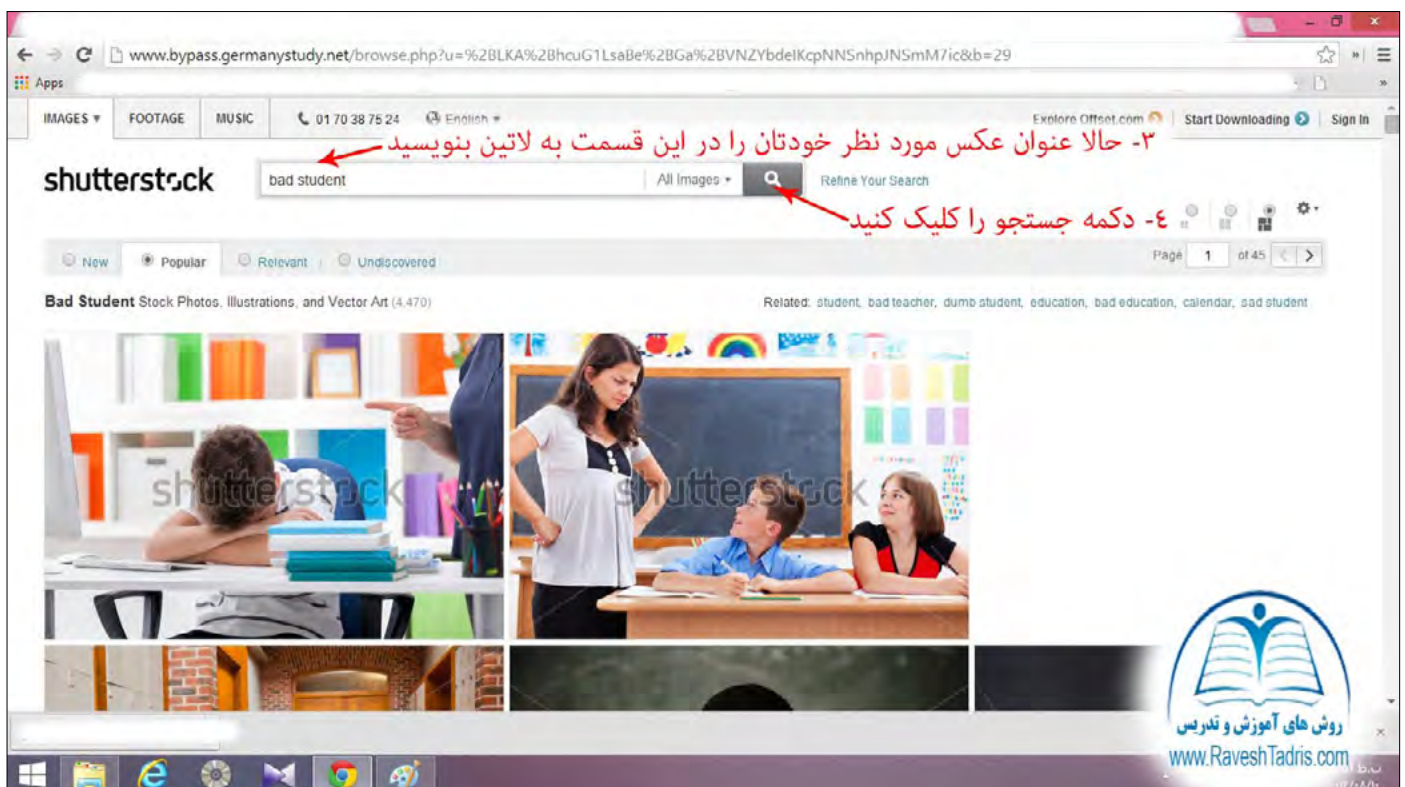 www.bypass.germanystudy.net/browse.php?u=%2BLKA%2BhcuG1LsaBe%2BGa%2BVNZYbdeIKcpNNSnhpJNSmM7ic&b=29
Apps
IMAGES FOOTAGE MUSIC 01 70 38 75 24 English Explore Offset.com Start Downloading Sign In
۳- حالا عنوان عکس مورد نظر خودتان را در این قسمت به لاتین بنویسید
shutterstock bad student All Images Refine Your Search
٤- دکمه جستجو را کلیک کنید
New Popular Relevant Undiscovered Page 1 of 45
Bad Student Stock Photos, Illustrations, and Vector Art (4,470) Related: student, bad teacher, dumb student, education, bad education, calendar, sad student
shutterstock shutterstock
روش های آموزش و تدریس
www.RaveshTadris.com